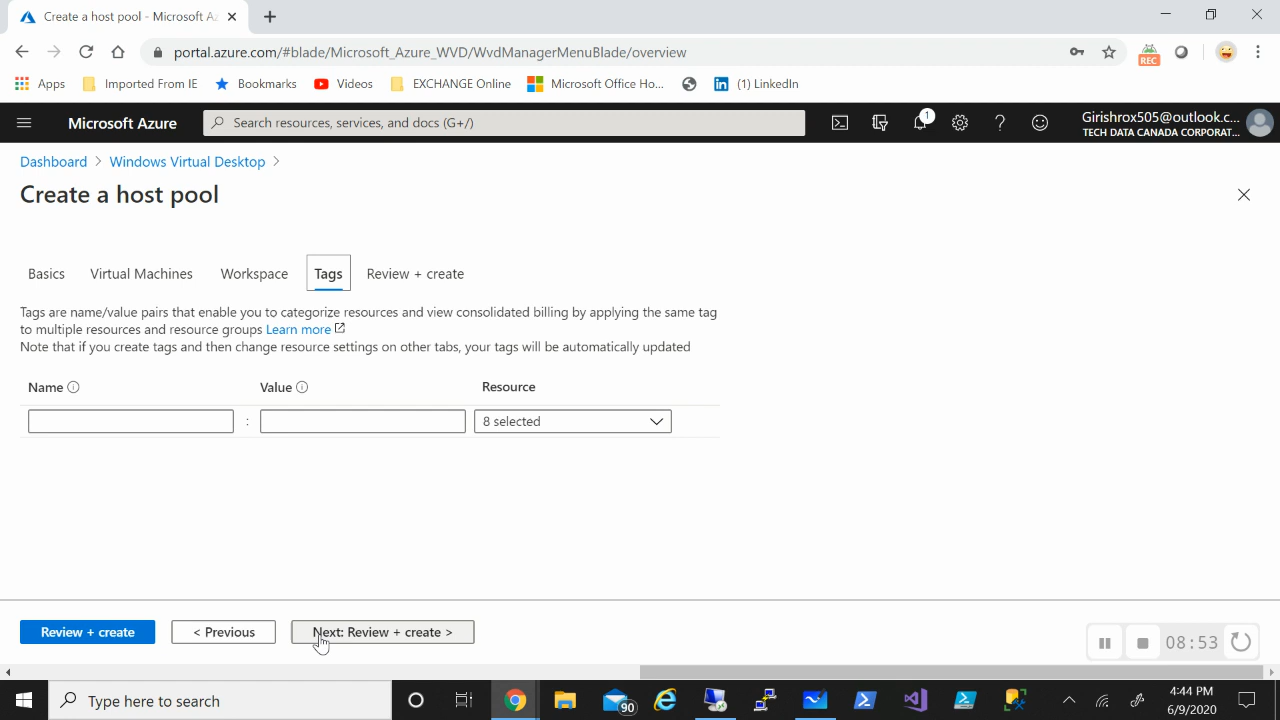 Create a host pool - Microsoft Az
portal.azure.com/#blade/Microsoft_Azure_WVD/WvdManagerMenuBlade/overview
REC
Apps
Imported From IE
Bookmarks
Videos
EXCHANGE Online
Microsoft Office Ho...
(1) LinkedIn
Microsoft Azure
Search resources, services, and docs (G+/)
1
Girishrox505@outlook.c...
TECH DATA CANADA CORPORAT...
Dashboard > Windows Virtual Desktop >
Create a host pool
Basics
Virtual Machines
Workspace
Tags
Review + create
Tags are name/value pairs that enable you to categorize resources and view consolidated billing by applying the same tag
to multiple resources and resource groups Learn more
Note that if you create tags and then change resource settings on other tabs, your tags will be automatically updated
Name
Value
Resource
:
8 selected
Review + create
< Previous
Next: Review + create >
08:53
Type here to search
90
4:44 PM
6/9/2020